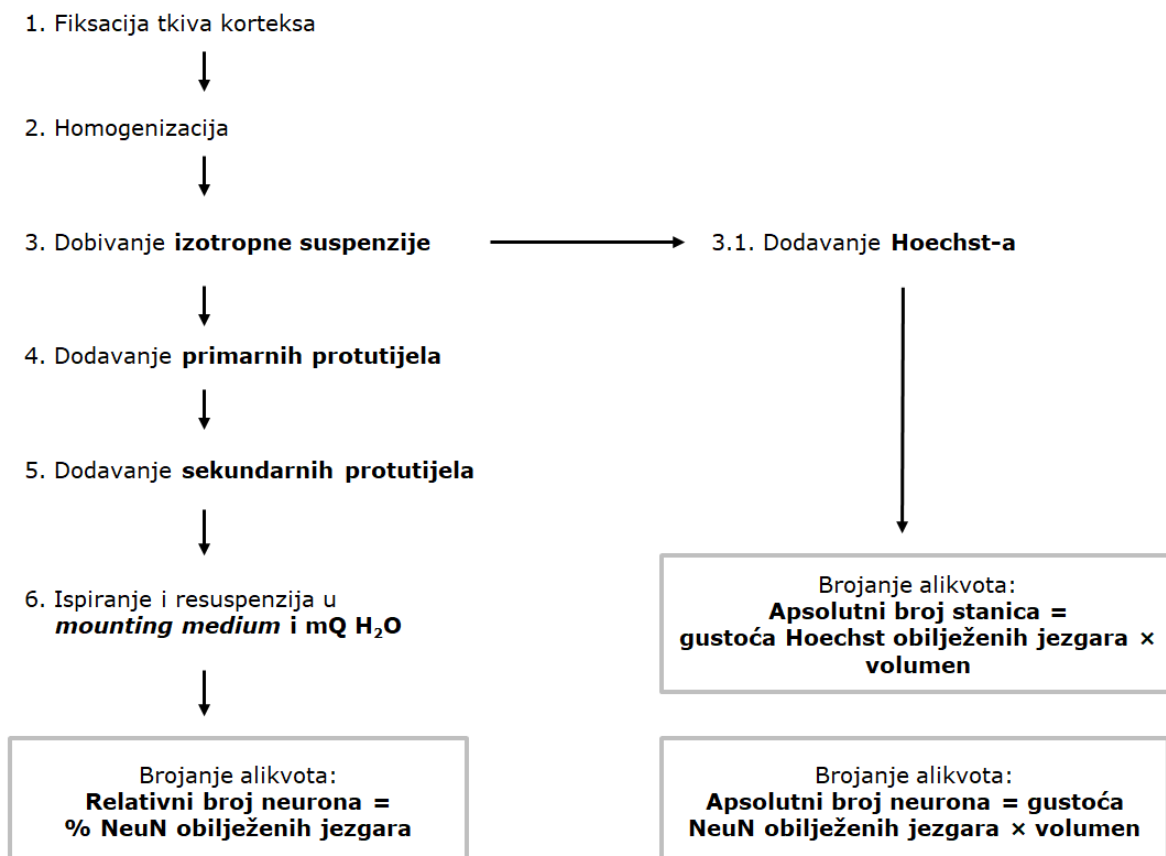 1. Fiksacija tkiva korteksa
2. Homogenizacija
3. Dobivanje izotropne suspenzije
3.1. Dodavanje Hoechst-a
4. Dodavanje primarnih protutijela
5. Dodavanje sekundarnih protutijela
6. Ispiranje i resuspenzija u
mounting medium i mQ H₂O
Brojanje alikvota:
Apsolutni broj stanica =
gustoća Hoechst obilježenih jezgara ×
volumen
Brojanje alikvota:
Relativni broj neurona =
% NeuN obilježenih jezgara
Brojanje alikvota:
Apsolutni broj neurona = gustoća
NeuN obilježenih jezgara × volumen